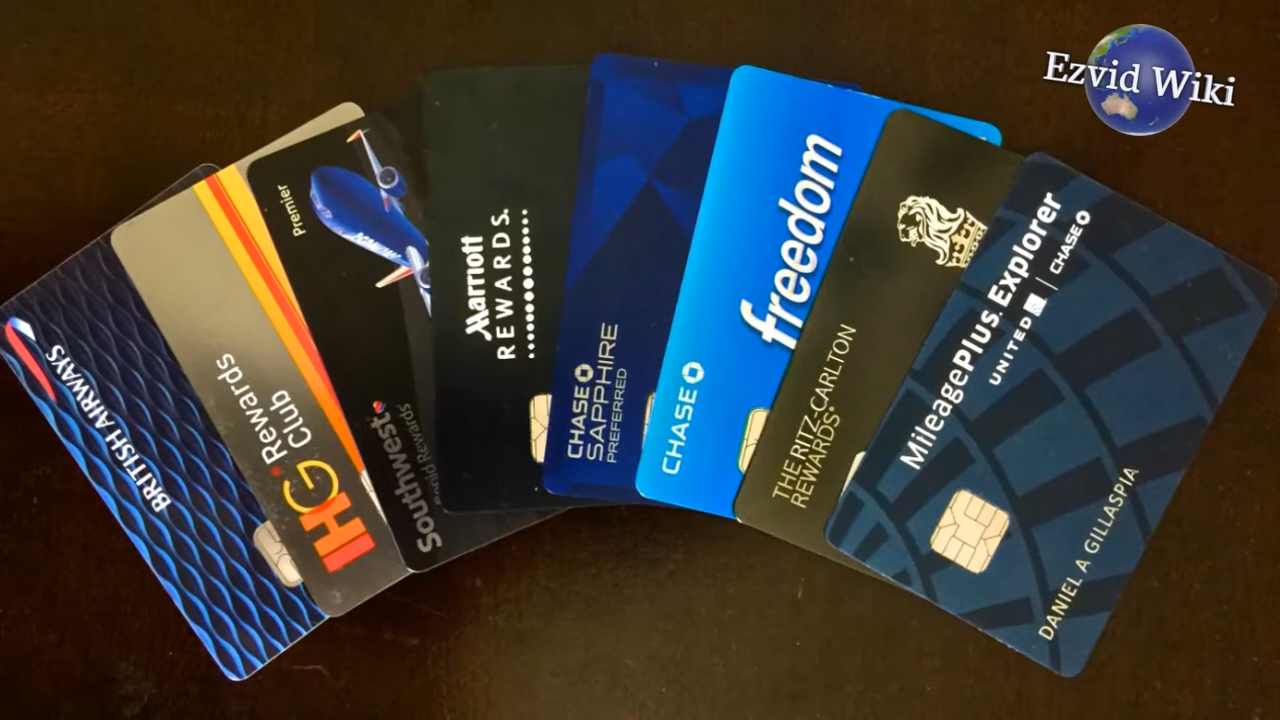 Ezvid Wiki
BRITISH AIRWAYS
IHG Rewards
Club
Premier
Southwest
Rapid Rewards
Marriott
REWARDS.
CHASE
SAPPHIRE
PREFERRED
CHASE
freedom
THE RITZ-CARLTON
REWARDS
MileagePlus Explorer
UNITED | CHASE
DANIEL A GILLASPIA